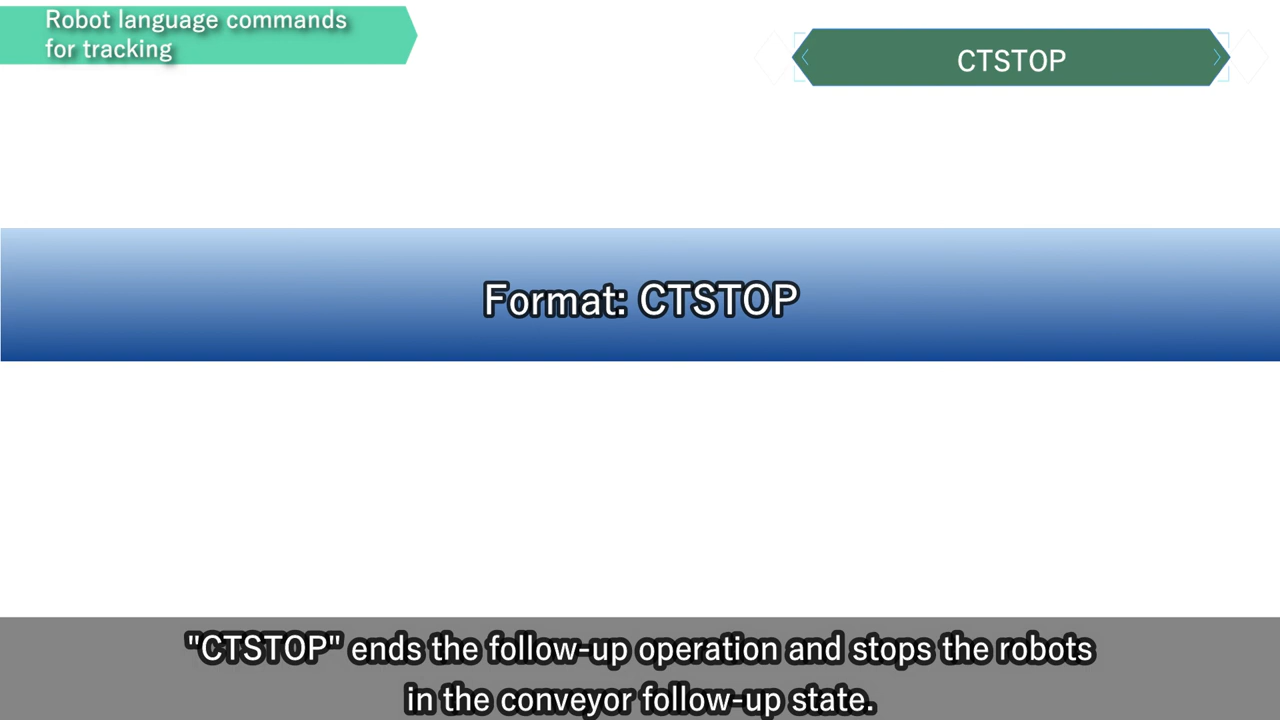 Robot language commands
for tracking
CTSTOP
Format: CTSTOP
"CTSTOP" ends the follow-up operation and stops the robots
in the conveyor follow-up state.